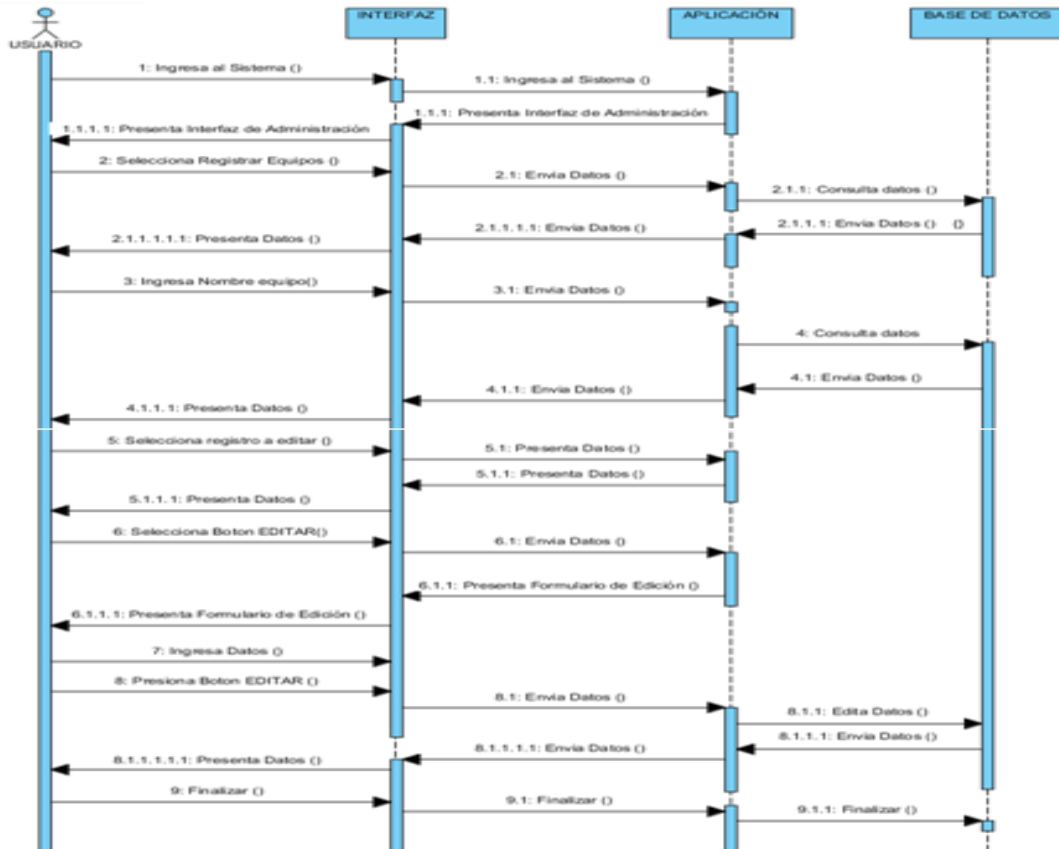 USUARIO
INTERFAZ
APLICACIÓN
BASE DE DATOS
1: Ingresa al Sistema ()
1.1: Ingresa al Sistema ()
1.1.1: Presenta Interfaz de Administración
1.1.1.1: Presenta Interfaz de Administración
2: Selecciona Registrar Equipos ()
2.1: Envia Datos ()
2.1.1: Consulta datos ()
2.1.1.1: Envia Datos () ()
2.1.1.1.1: Envia Datos ()
2.1.1.1.1.1: Presenta Datos ()
3: Ingresa Nombre equipo()
3.1: Envia Datos ()
4: Consulta datos
4.1: Envia Datos ()
4.1.1: Envia Datos ()
4.1.1.1: Presenta Datos ()
5: Selecciona registro a editar ()
5.1: Presenta Datos ()
5.1.1: Presenta Datos ()
5.1.1.1: Presenta Datos ()
6: Selecciona Boton EDITAR()
6.1: Envia Datos ()
6.1.1: Presenta Formulario de Edición ()
6.1.1.1: Presenta Formulario de Edición ()
7: Ingresa Datos ()
8: Presiona Boton EDITAR ()
8.1: Envia Datos ()
8.1.1: Edita Datos ()
8.1.1.1: Envia Datos ()
8.1.1.1.1: Envia Datos ()
8.1.1.1.1.1: Presenta Datos ()
9: Finalizar ()
9.1: Finalizar ()
9.1.1: Finalizar ()